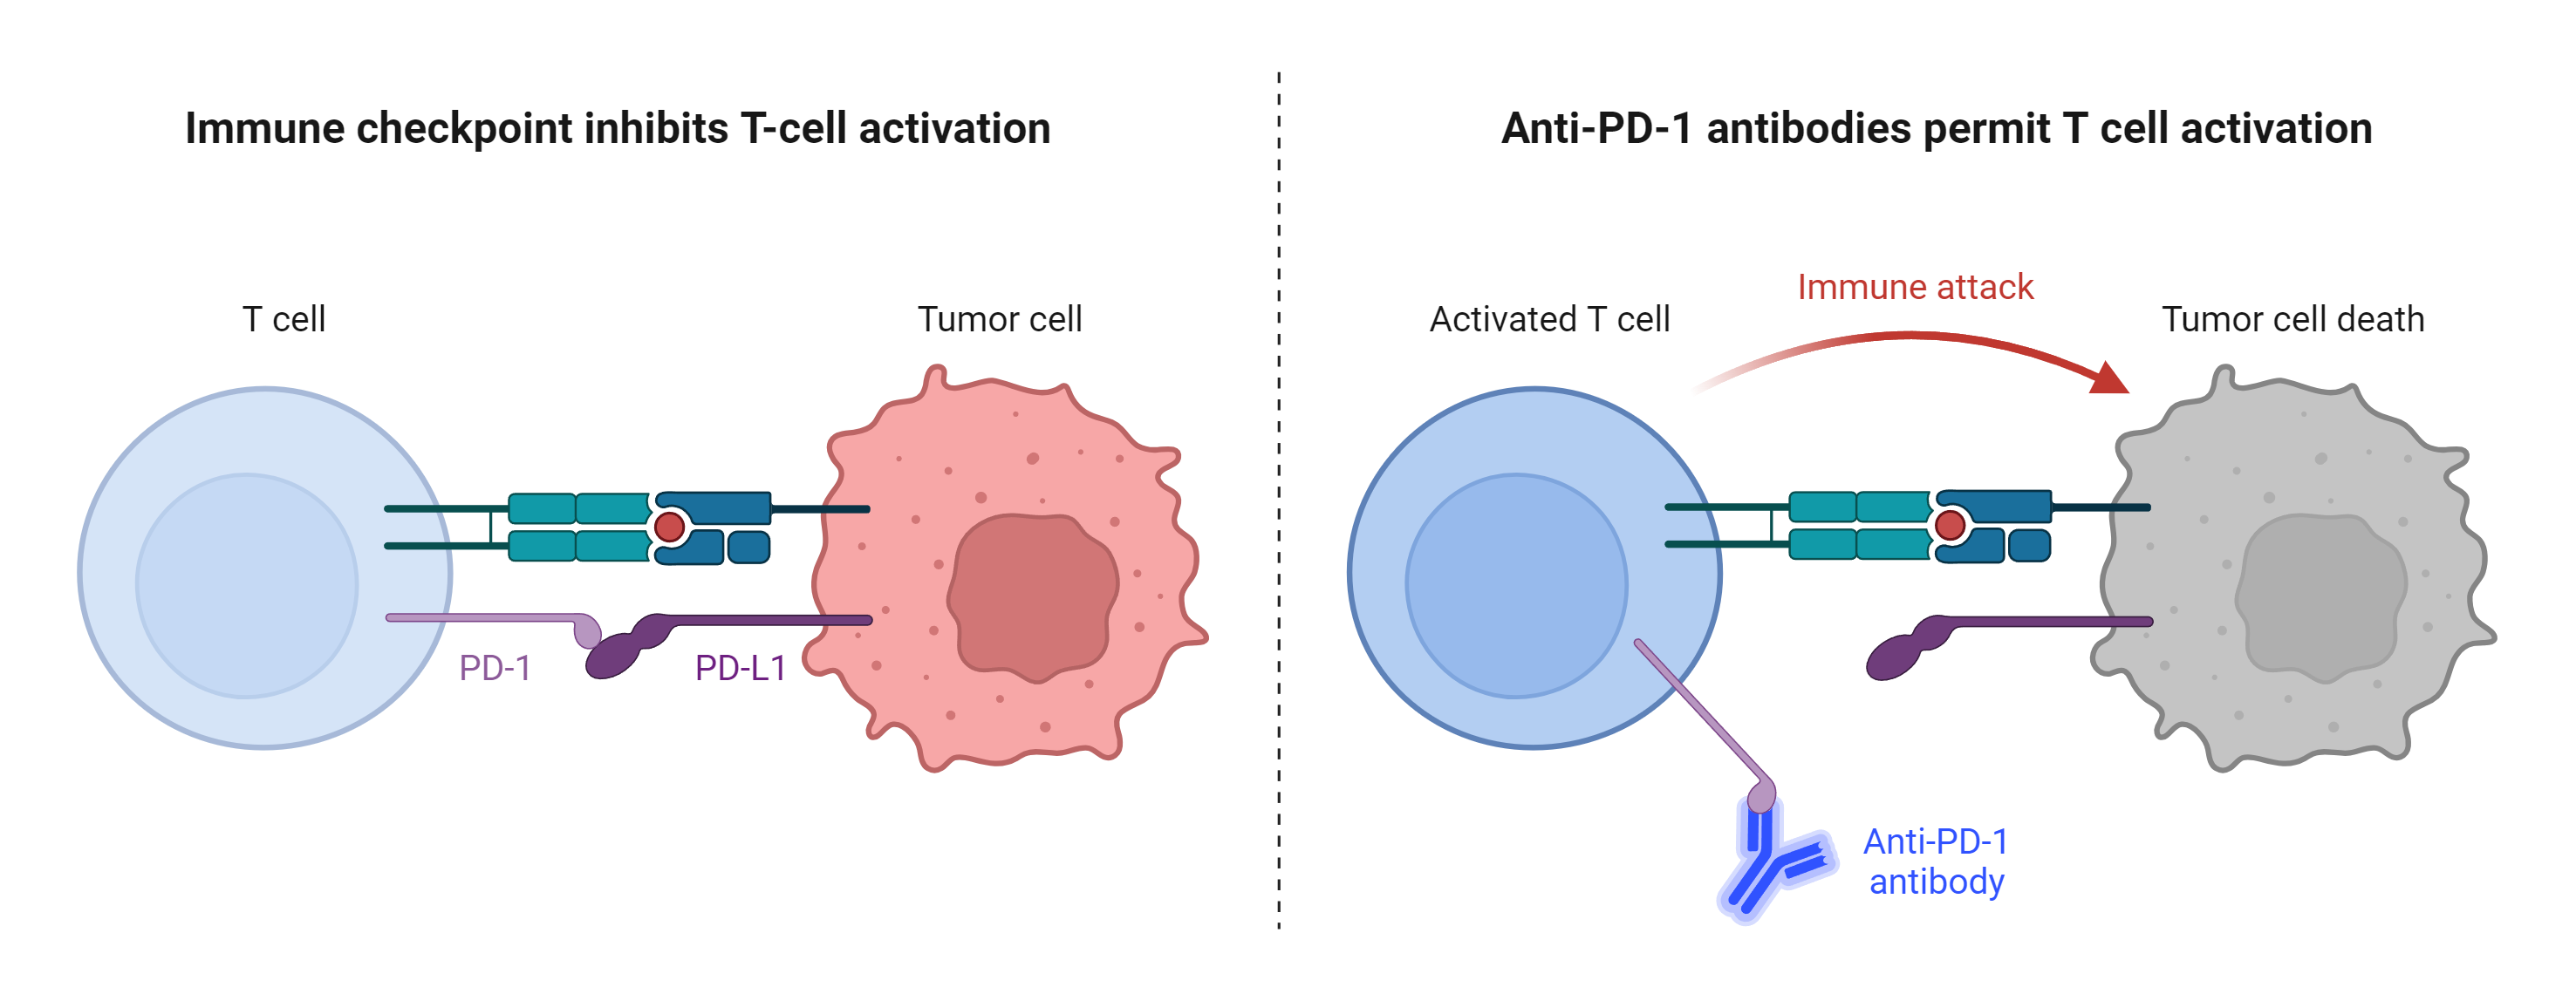 Immune checkpoint inhibits T-cell activation
T cell
Tumor cell
PD-1
PD-L1
Anti-PD-1 antibodies permit T cell activation
Immune attack
Activated T cell
Tumor cell death
Anti-PD-1
antibody